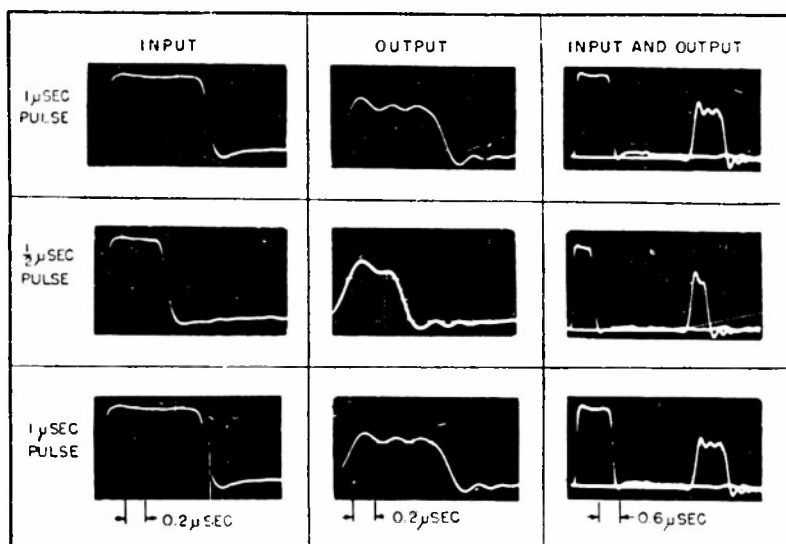 INPUT OUTPUT INPUT AND OUTPUT
1 μSEC
PULSE
½ μSEC
PULSE
1 μSEC
PULSE
0.2 μSEC 0.2 μSEC 0.6 μSEC